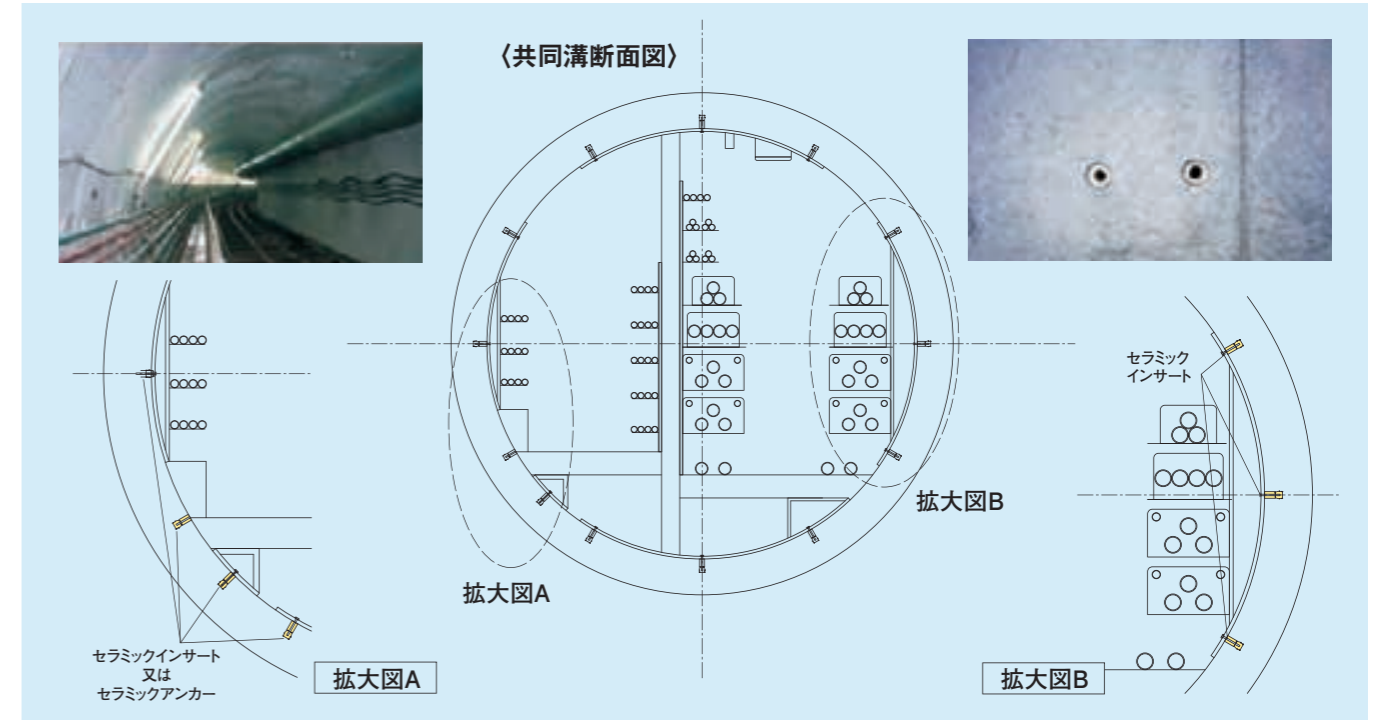 〈共同溝断面図〉
セラミック
インサート
拡大図B
拡大図A
セラミックインサート
又は
セラミックアンカー
拡大図A
拡大図B